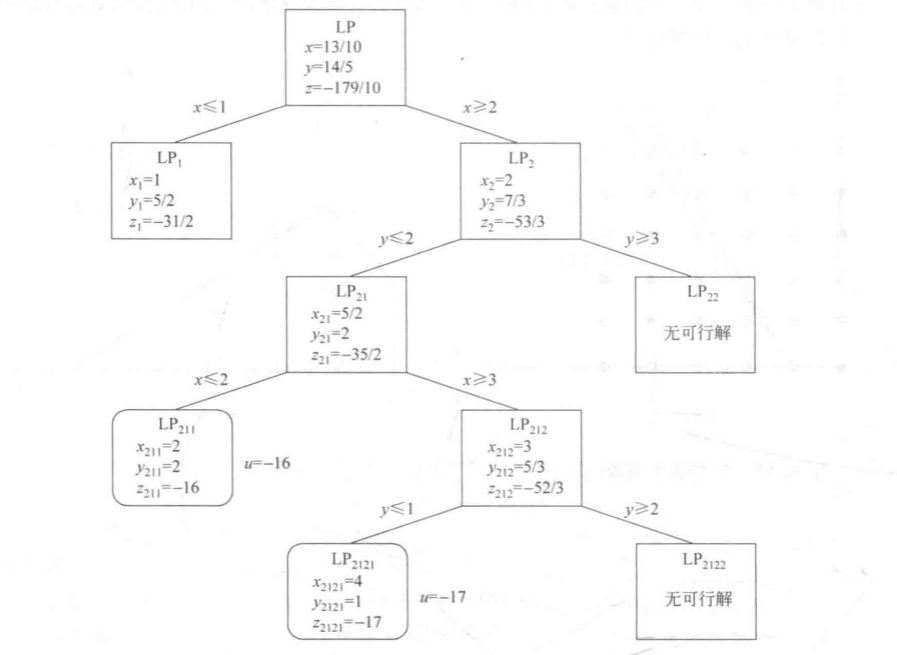 LP
x=13/10
y=14/5
z=−179/10
x≤1
x≥2
LP₁
x₁=1
y₁=5/2
z₁=−31/2
LP₂
x₂=2
y₂=7/3
z₂=−53/3
y≤2
y≥3
LP₂₁
x₂₁=5/2
y₂₁=2
z₂₁=−35/2
LP₂₂
无可行解
x≤2
x≥3
LP₂₁₁
x₂₁₁=2
y₂₁₁=2
z₂₁₁=−16
u=−16
LP₂₁₂
x₂₁₂=3
y₂₁₂=5/3
z₂₁₂=−52/3
y≤1
y≥2
LP₂₁₂₁
x₂₁₂₁=4
y₂₁₂₁=1
z₂₁₂₁=−17
u=−17
LP₂₁₂₂
无可行解